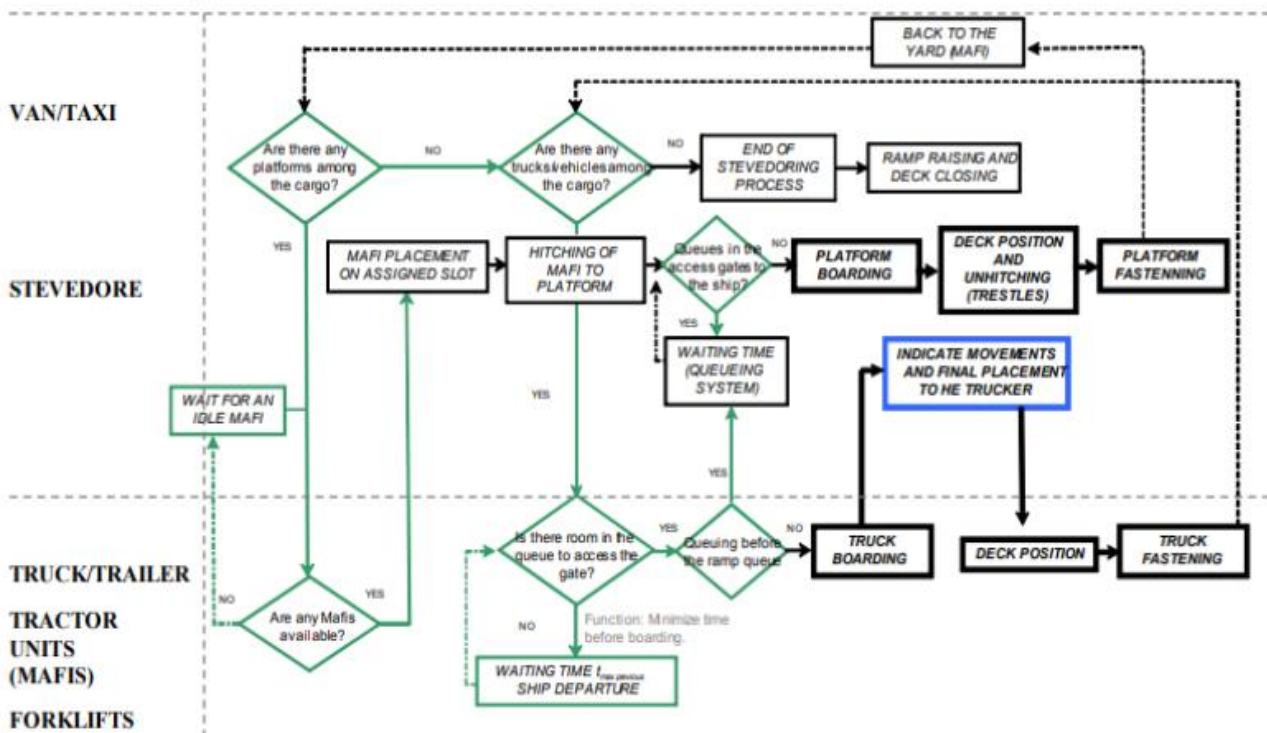 BACK TO THE
YARD (MAFI)
VAN/TAXI
Are there any
platforms among
the cargo?
NO
Are there any
trucks/vehicles among
the cargo?
NO
END OF
STEVEDORING
PROCESS
RAMP RAISING AND
DECK CLOSING
YES
STEVEDORE
MAFI PLACEMENT
ON ASSIGNED SLOT
HITCHING OF
MAFI TO
PLATFORM
Queues in the
access gates to
the ship?
NO
PLATFORM
BOARDING
DECK POSITION
AND
UNHITCHING
(TRESTLES)
PLATFORM
FASTENNING
YES
WAITING TIME
(QUEUEING
SYSTEM)
INDICATE MOVEMENTS
AND FINAL PLACEMENT
TO HE TRUCKER
WAIT FOR AN
IDLE MAFI
YES
YES
Is there room in the
queue to access the
gate?
YES
Queuing before
the ramp queue
NO
TRUCK
BOARDING
DECK POSITION
TRUCK
FASTENING
TRUCK/TRAILER
NO
YES
Are any Mafis
available?
TRACTOR
UNITS
(MAFIS)
NO
Function: Minimize time
before boarding.
WAITING TIME t max previous
SHIP DEPARTURE
FORKLIFTS